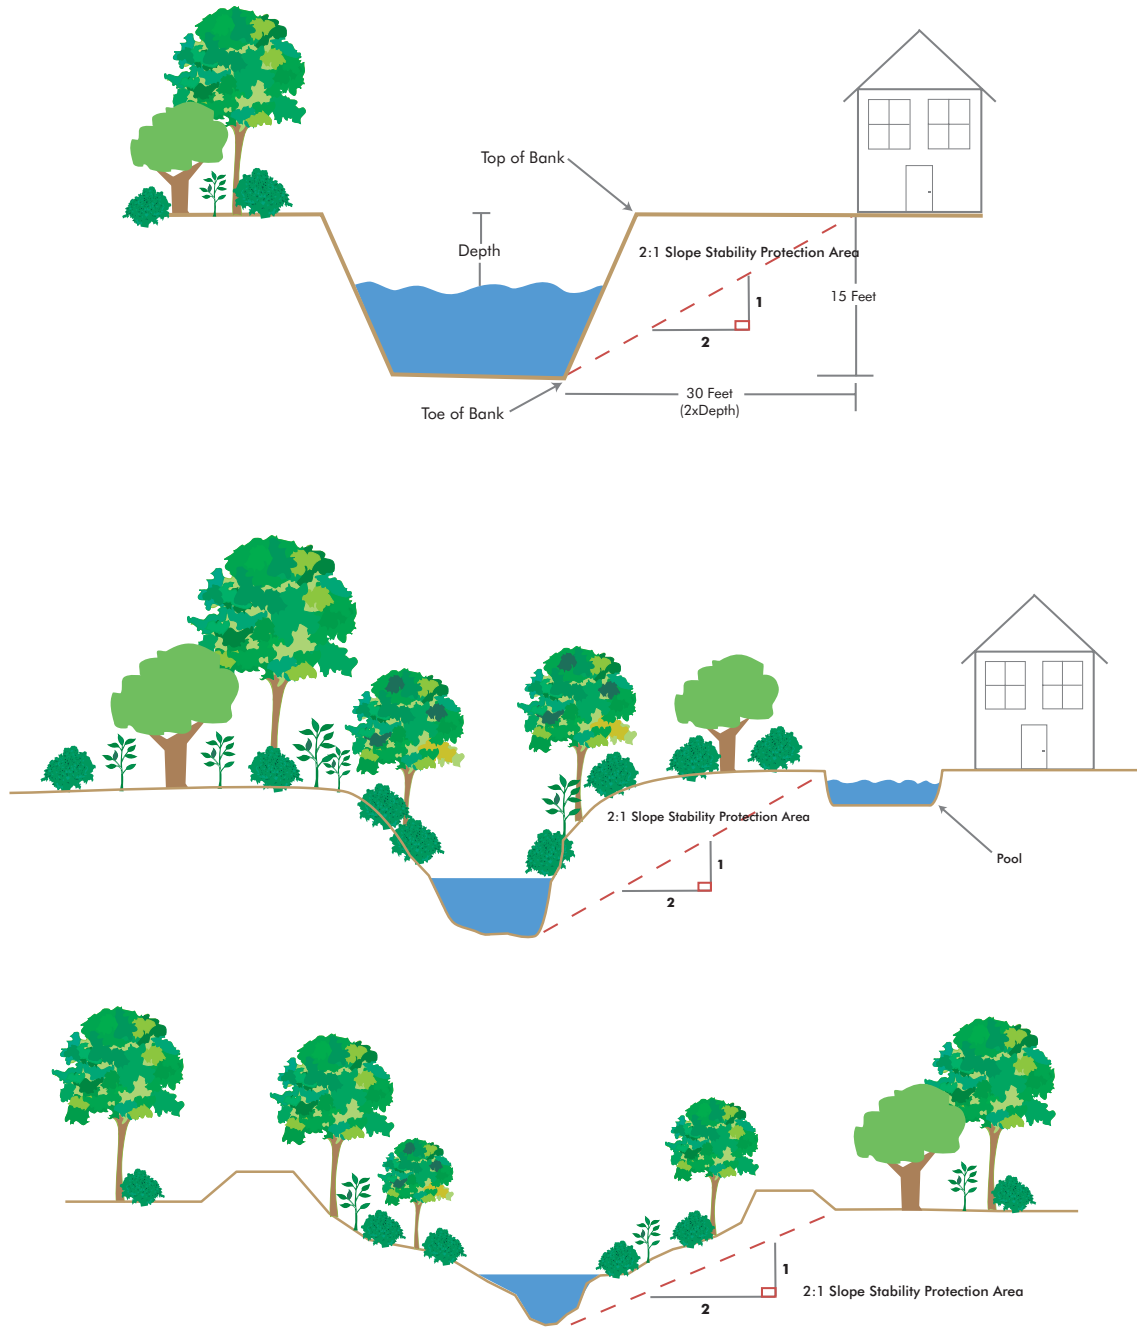 Top of Bank
Depth
2:1 Slope Stability Protection Area
15 Feet
1
2
30 Feet
(2xDepth)
Toe of Bank
2:1 Slope Stability Protection Area
1
2
Pool
1
2:1 Slope Stability Protection Area
2